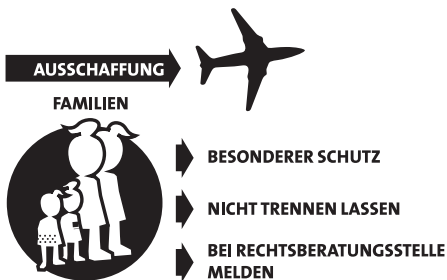 AUSSCHAFFUNG
FAMILIEN
BESONDERER SCHUTZ
NICHT TRENNEN LASSEN
BEI RECHTSBERATUNGSSTELLE
MELDEN